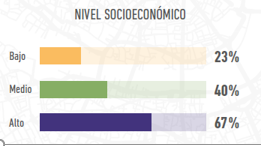 NIVEL SOCIOECONÓMICO
Bajo 23%
Medio 40%
Alto 67%